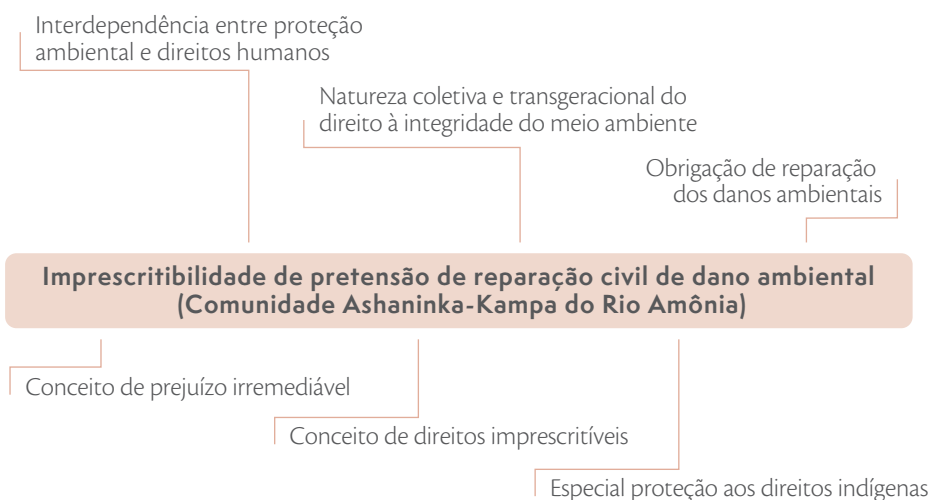 Interdependência entre proteção
ambiental e direitos humanos
Natureza coletiva e transgeracional do
direito à integridade do meio ambiente
Obrigação de reparação
dos danos ambientais
Imprescritibilidade de pretensão de reparação civil de dano ambiental
(Comunidade Ashaninka-Kampa do Rio Amônia)
Conceito de prejuízo irremediável
Conceito de direitos imprescritíveis
Especial proteção aos direitos indígenas